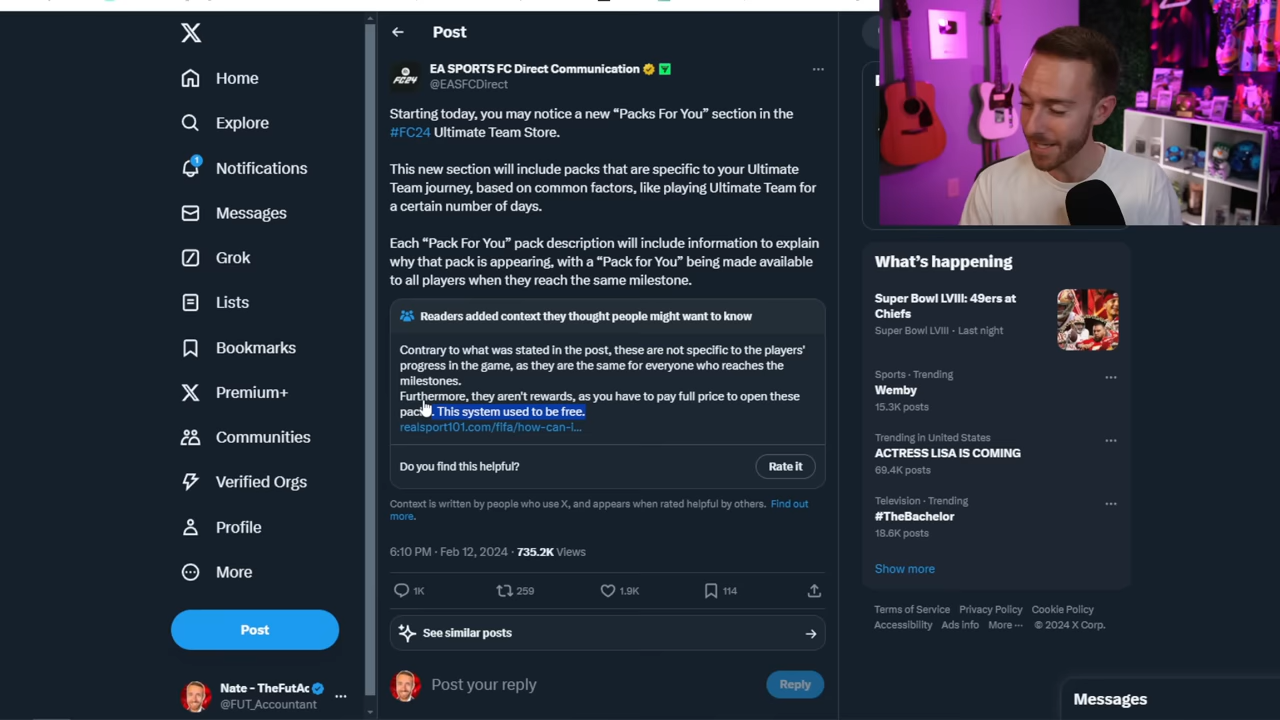 Home
Explore
1
Notifications
Messages
Grok
Lists
Bookmarks
Premium+
Communities
Verified Orgs
Profile
More
Post
Nate - TheFutAc
@FUT_Accountant
Post
FC24
EA SPORTS FC Direct Communication
@EASFCDirect
Starting today, you may notice a new “Packs For You” section in the
#FC24 Ultimate Team Store.
This new section will include packs that are specific to your Ultimate
Team journey, based on common factors, like playing Ultimate Team for
a certain number of days.
Each “Pack For You” pack description will include information to explain
why that pack is appearing, with a “Pack for You” being made available
to all players when they reach the same milestone.
Readers added context they thought people might want to know
Contrary to what was stated in the post, these are not specific to the players'
progress in the game, as they are the same for everyone who reaches the
milestones.
Furthermore, they aren't rewards, as you have to pay full price to open these
This system used to be free.
realsport101.com/fifa/how-can-i...
Do you find this helpful?
Rate it
Context is written by people who use X, and appears when rated helpful by others. Find out
more.
6:10 PM · Feb 12, 2024 · 735.2K Views
1K
259
1.9K
114
See similar posts
Post your reply
Reply
What's happening
Super Bowl LVIII: 49ers at
Chiefs
Super Bowl LVIII · Last night
Sports · Trending
Wemby
15.3K posts
Trending in United States
ACTRESS LISA IS COMING
69.4K posts
Television · Trending
#TheBachelor
18.6K posts
Show more
Terms of Service Privacy Policy Cookie Policy
Accessibility Ads info More ··· © 2024 X Corp.
Messages